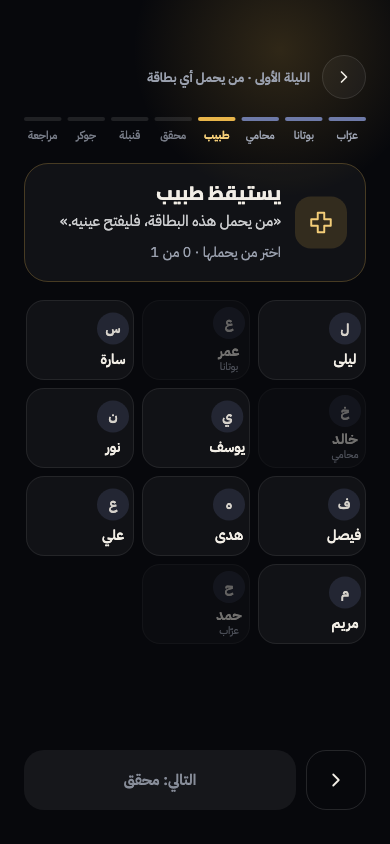 الليلة الأولى · من يحمل أي بطاقة
عرّاب
بوتانا
محامي
طبيب
محقق
قنبلة
جوكر
مراجعة
يستيقظ طبيب
«من يحمل هذه البطاقة، فليفتح عينيه.»
اختر من يحملها · 0 من 1
ل
ليلى
ع
عمر
بوتانا
س
سارة
خ
خالد
محامي
ي
يوسف
ن
نور
ف
فيصل
ه
هدى
ع
علي
م
مريم
ح
حمد
عرّاب
التالي: محقق